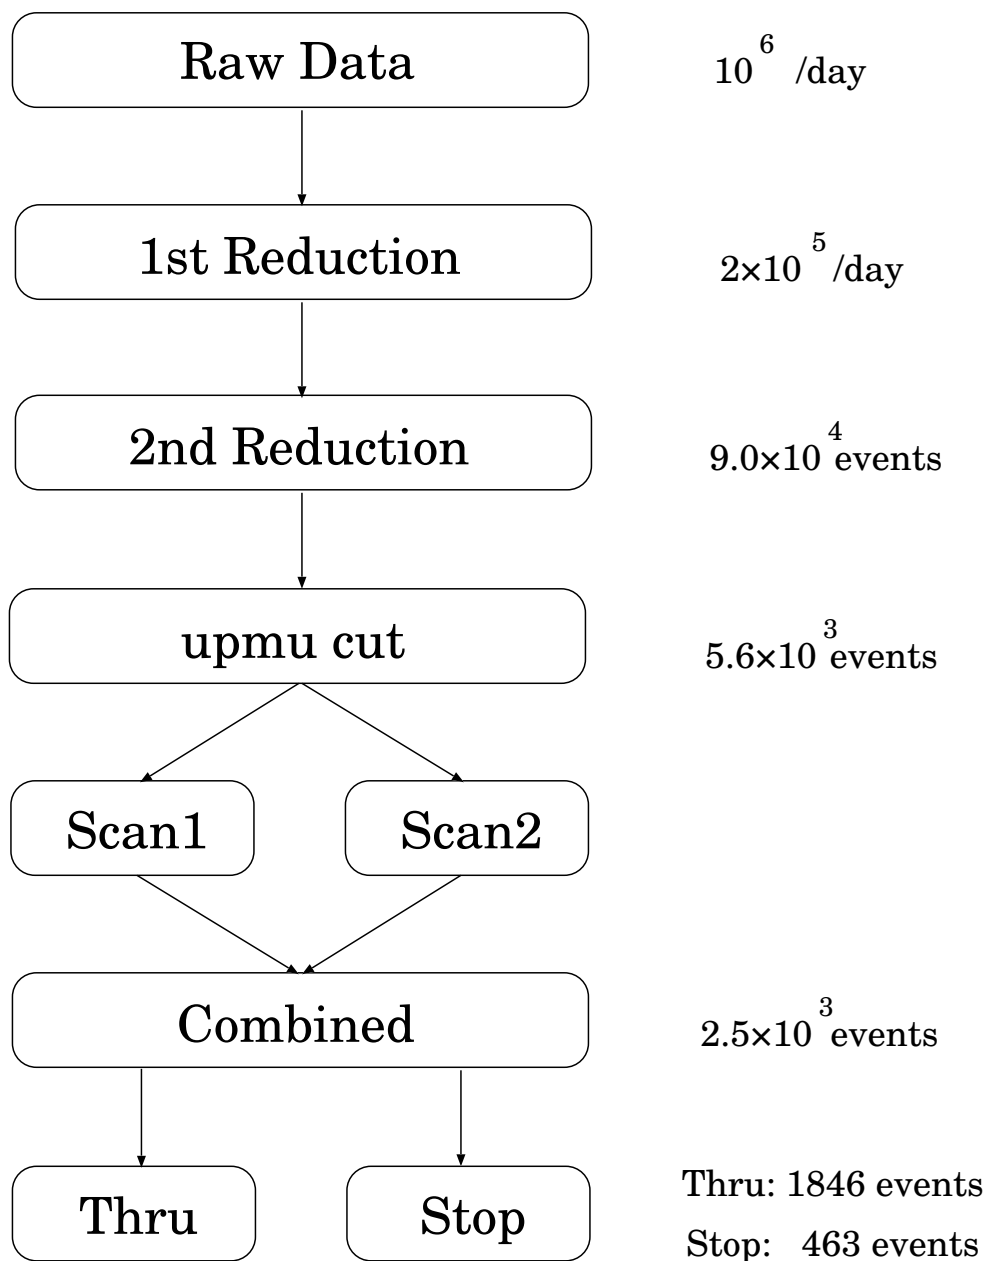 Raw Data 10^6 /day
1st Reduction 2×10^5 /day
2nd Reduction 9.0×10^4 events
upmu cut 5.6×10^3 events
Scan1 Scan2
Combined 2.5×10^3 events
Thru Stop Thru: 1846 events
Stop: 463 events